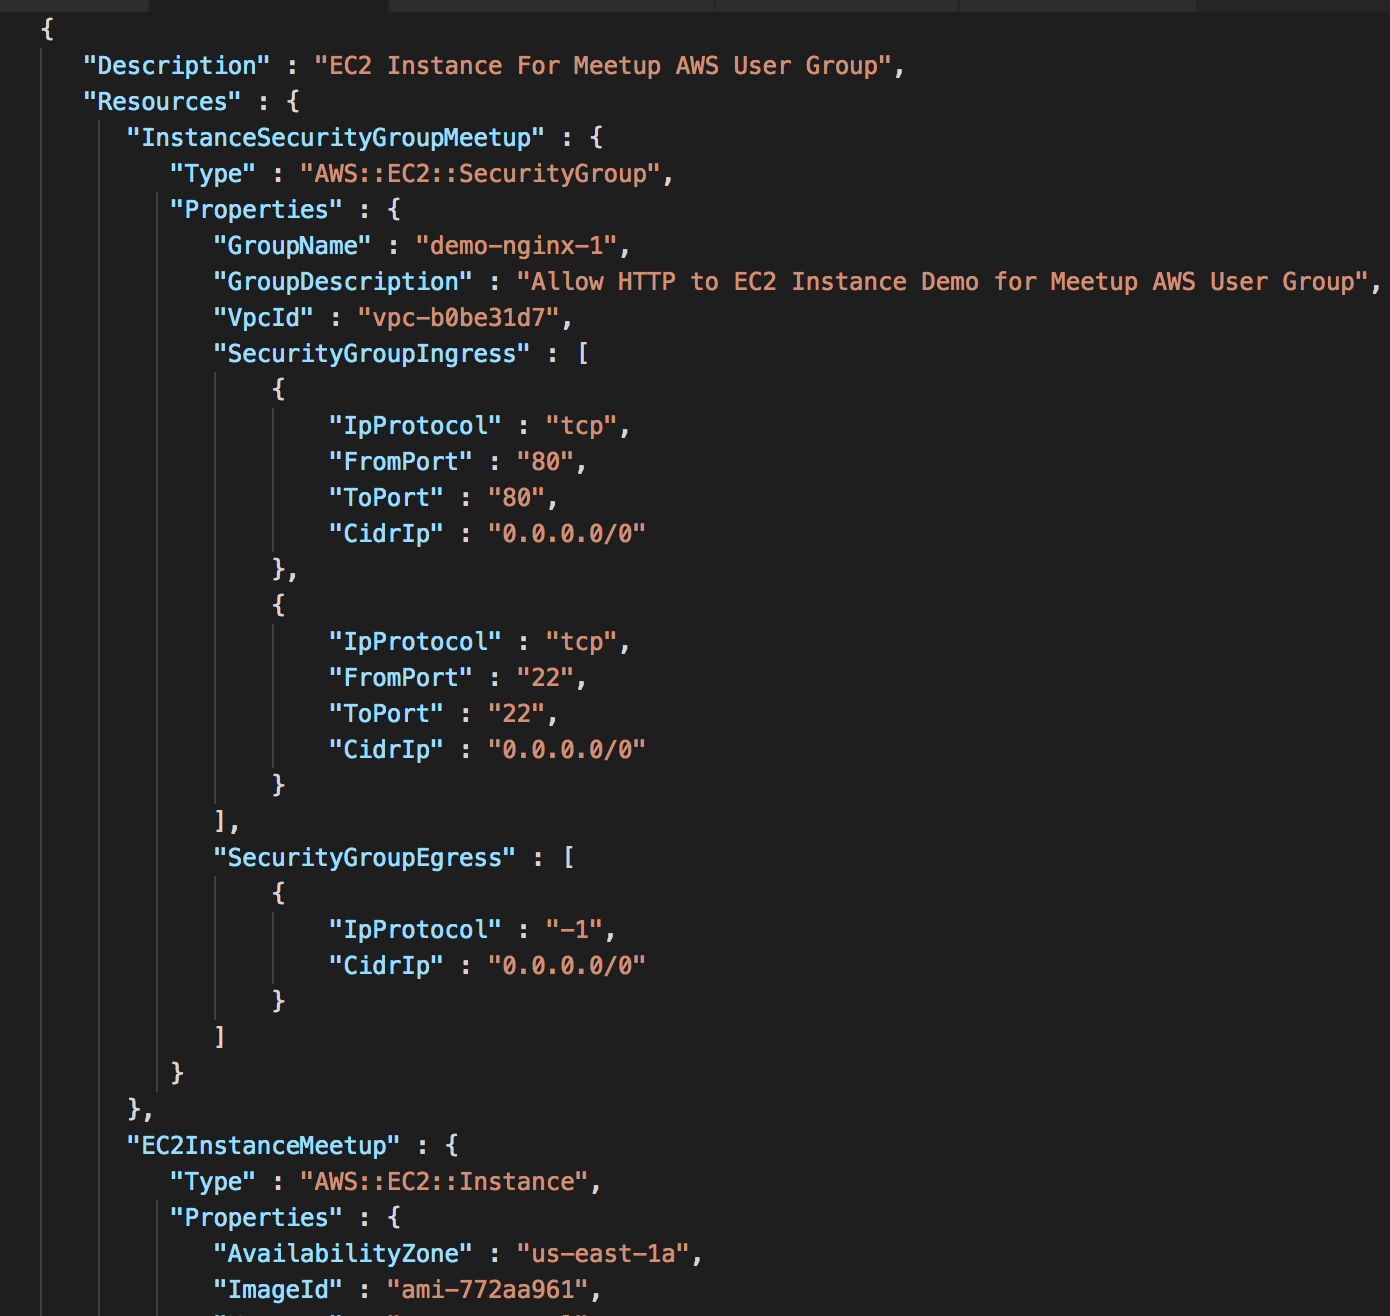 {
"Description" : "EC2 Instance For Meetup AWS User Group",
"Resources" : {
"InstanceSecurityGroupMeetup" : {
"Type" : "AWS::EC2::SecurityGroup",
"Properties" : {
"GroupName" : "demo-nginx-1",
"GroupDescription" : "Allow HTTP to EC2 Instance Demo for Meetup AWS User Group",
"VpcId" : "vpc-b0be31d7",
"SecurityGroupIngress" : [
{
"IpProtocol" : "tcp",
"FromPort" : "80",
"ToPort" : "80",
"CidrIp" : "0.0.0.0/0"
},
{
"IpProtocol" : "tcp",
"FromPort" : "22",
"ToPort" : "22",
"CidrIp" : "0.0.0.0/0"
}
],
"SecurityGroupEgress" : [
{
"IpProtocol" : "-1",
"CidrIp" : "0.0.0.0/0"
}
]
}
},
"EC2InstanceMeetup" : {
"Type" : "AWS::EC2::Instance",
"Properties" : {
"AvailabilityZone" : "us-east-1a",
"ImageId" : "ami-772aa961",